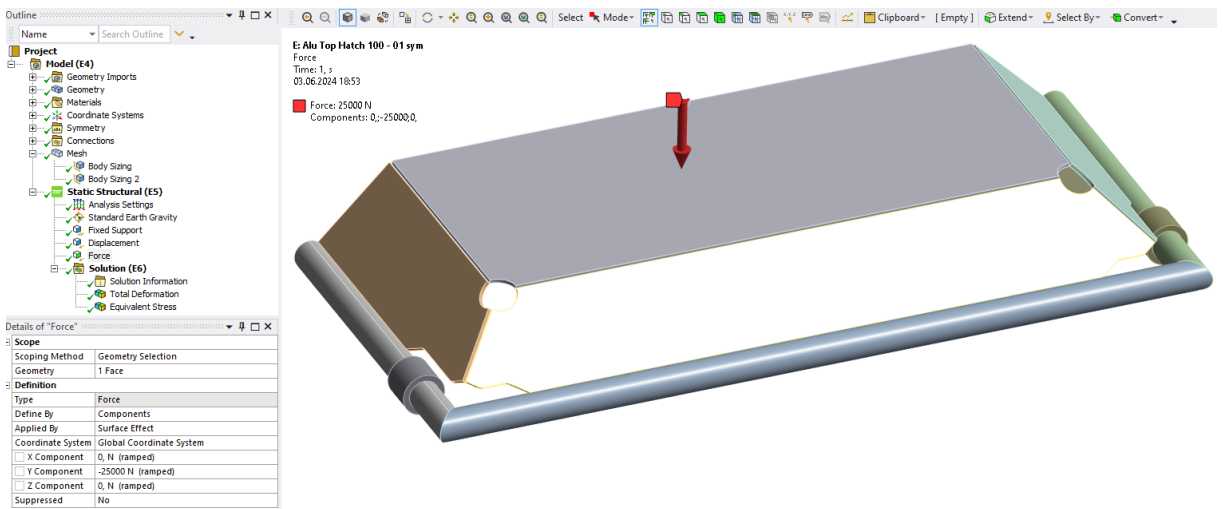 Outline
Name
Search Outline
Project
Model (E4)
Geometry Imports
Geometry
Materials
Coordinate Systems
Symmetry
Connections
Mesh
Body Sizing
Body Sizing 2
Static Structural (E5)
Analysis Settings
Standard Earth Gravity
Fixed Support
Displacement
Force
Solution (E6)
Solution Information
Total Deformation
Equivalent Stress
Details of "Force"
Scope
Scoping Method Geometry Selection
Geometry 1 Face
Definition
Type Force
Define By Components
Applied By Surface Effect
Coordinate System Global Coordinate System
X Component 0, N (ramped)
Y Component -25000 N (ramped)
Z Component 0, N (ramped)
Suppressed No
Select Mode Clipboard [ Empty ] Extend Select By Convert
E: Alu Top Hatch 100 - 01 sym
Force
Time: 1, s
03.06.2024 18:53
Force: 25000 N
Components: 0,;-25000;0,